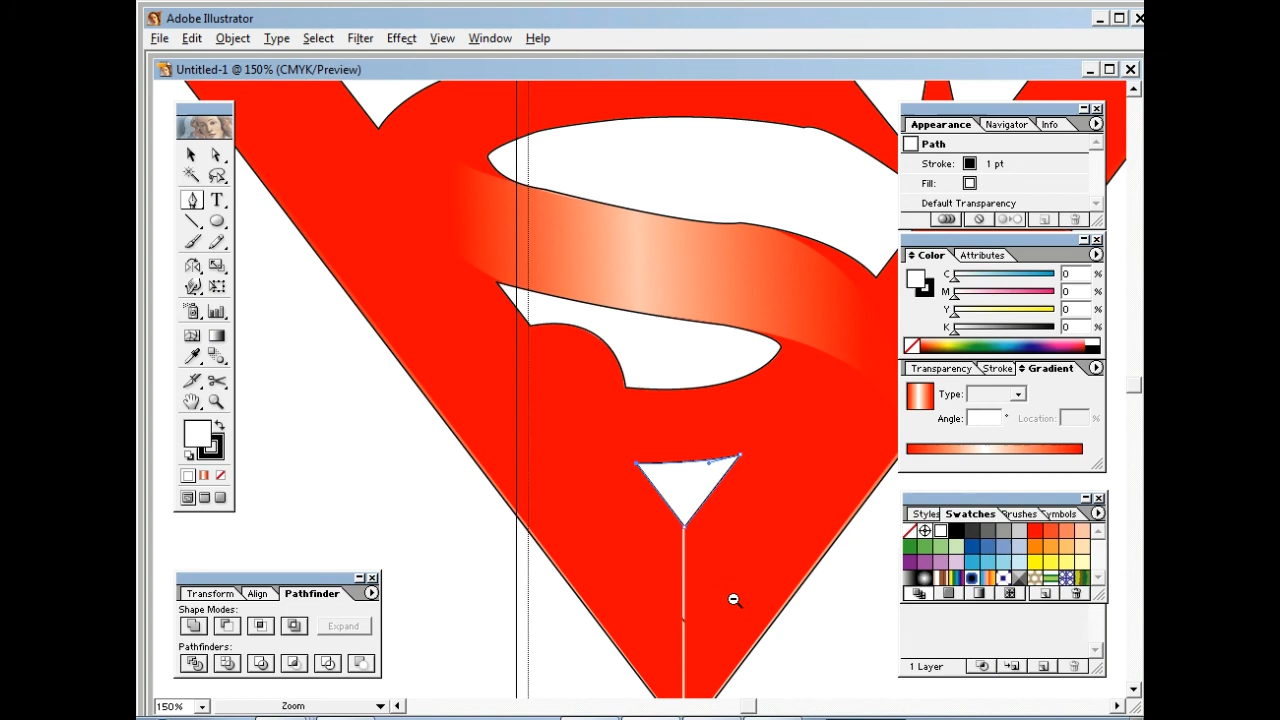 Adobe Illustrator
File Edit Object Type Select Filter Effect View Window Help
Untitled-1 @ 150% (CMYK/Preview)
Appearance Navigator Info
Path
Stroke: 1 pt
Fill:
Default Transparency
Color Attributes
C 0 %
M 0 %
Y 0 %
K 0 %
Transparency Stroke Gradient
Type:
Angle: ° Location: %
Styles Swatches Brushes Symbols
T
Transform Align Pathfinder
Shape Modes:
Expand
Pathfinders:
1 Layer
150% Zoom